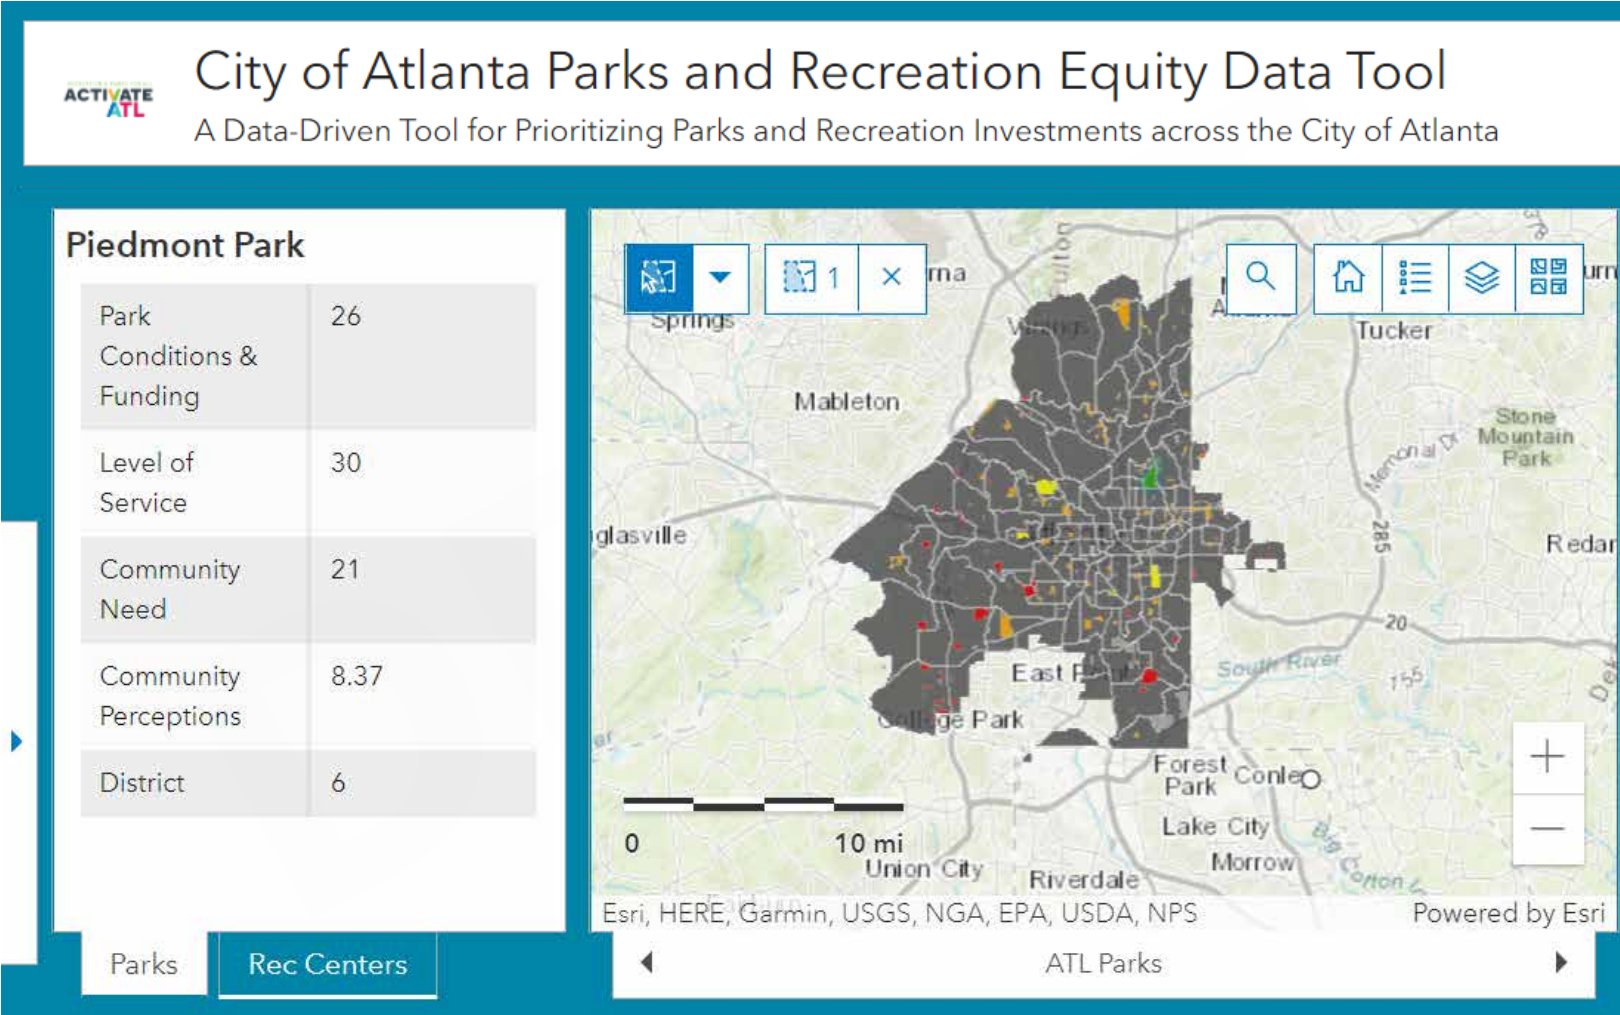 ACTIVATE
ATL
City of Atlanta Parks and Recreation Equity Data Tool
A Data-Driven Tool for Prioritizing Parks and Recreation Investments across the City of Atlanta
Piedmont Park
Park Conditions & Funding 26
Level of Service 30
Community Need 21
Community Perceptions 8.37
District 6
1
Springs
Mableton
Tucker
Stone
Mountain
Park
Memorial Dr
285
20
155
South River
East Point
College Park
Forest
Park
Lake City
Morrow
Riverdale
Union City
0
10 mi
Esri, HERE, Garmin, USGS, NGA, EPA, USDA, NPS
Powered by Esri
Parks
Rec Centers
ATL Parks